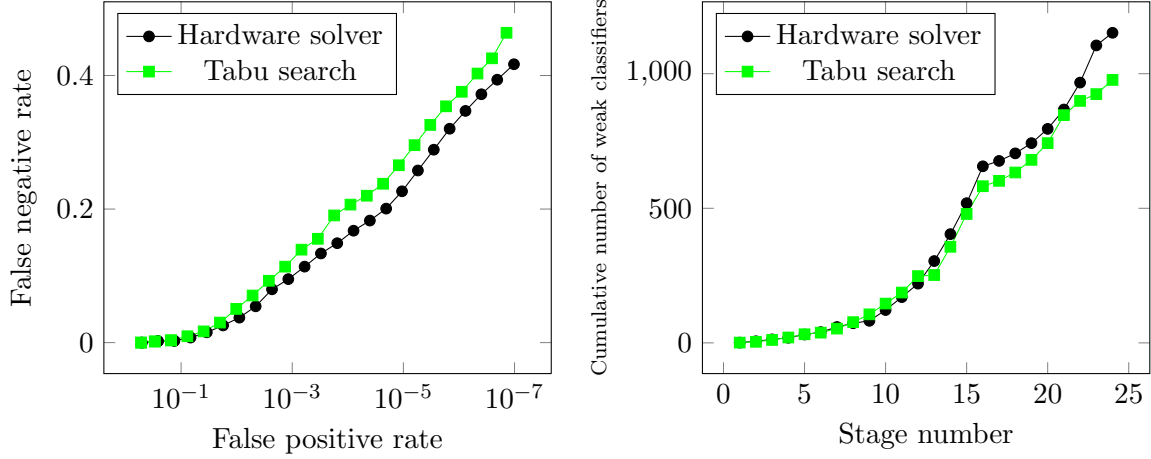 Hardware solver
Tabu search
0.4
0.2
0
False negative rate
10^{-1}
10^{-3}
10^{-5}
10^{-7}
False positive rate
Hardware solver
Tabu search
1,000
500
0
Cumulative number of weak classifiers
0
5
10
15
20
25
Stage number